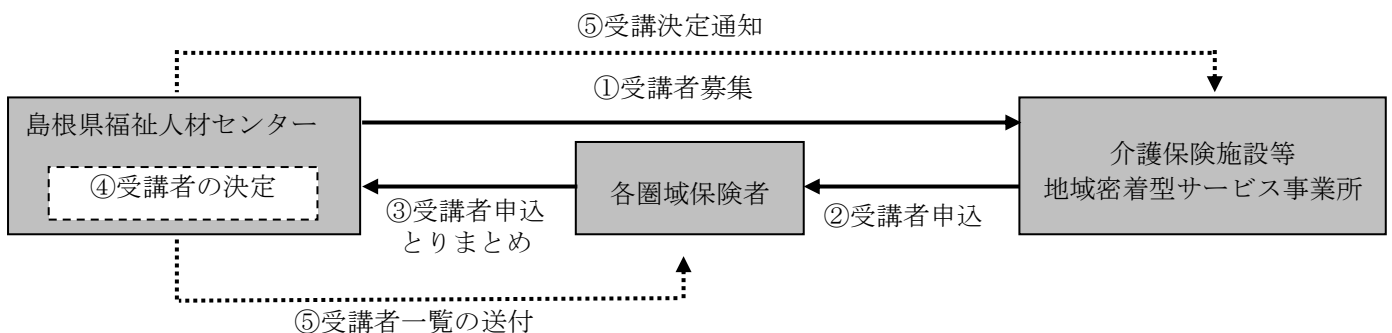 ⑤受講決定通知
①受講者募集
島根県福祉人材センター
④受講者の決定
③受講者申込
とりまとめ
各圏域保険者
②受講者申込
介護保険施設等
地域密着型サービス事業所
⑤受講者一覧の送付